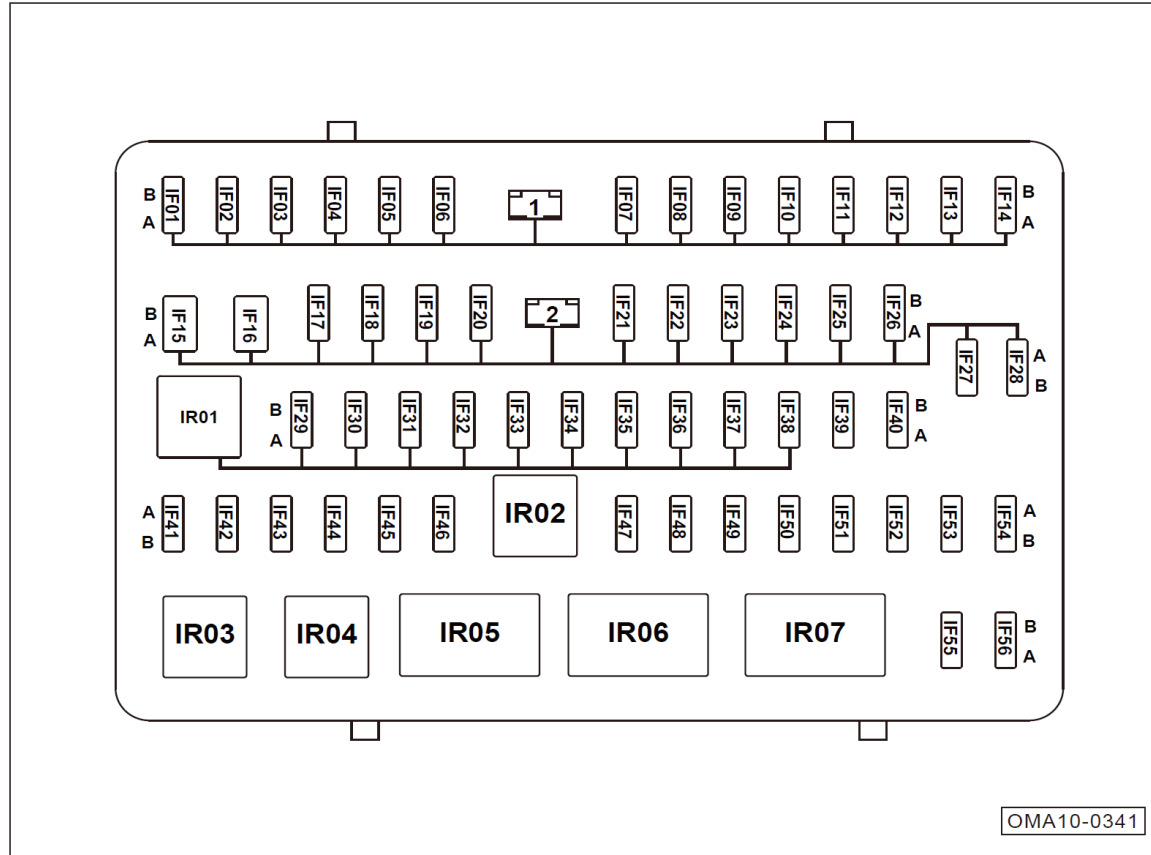 B IF01 IF02 IF03 IF04 IF05 IF06 1 IF07 IF08 IF09 IF10 IF11 IF12 IF13 IF14 B
A A
B IF15 IF16 IF17 IF18 IF19 IF20 2 IF21 IF22 IF23 IF24 IF25 IF26 B
A A
IF27 IF28 A
B
IR01
B IF29 IF30 IF31 IF32 IF33 IF34 IF35 IF36 IF37 IF38 IF39 IF40 B
A A
A IF41 IF42 IF43 IF44 IF45 IF46 IR02 IF47 IF48 IF49 IF50 IF51 IF52 IF53 IF54 A
B B
IR03 IR04 IR05 IR06 IR07 IF55 IF56 B
A
OMA10-0341